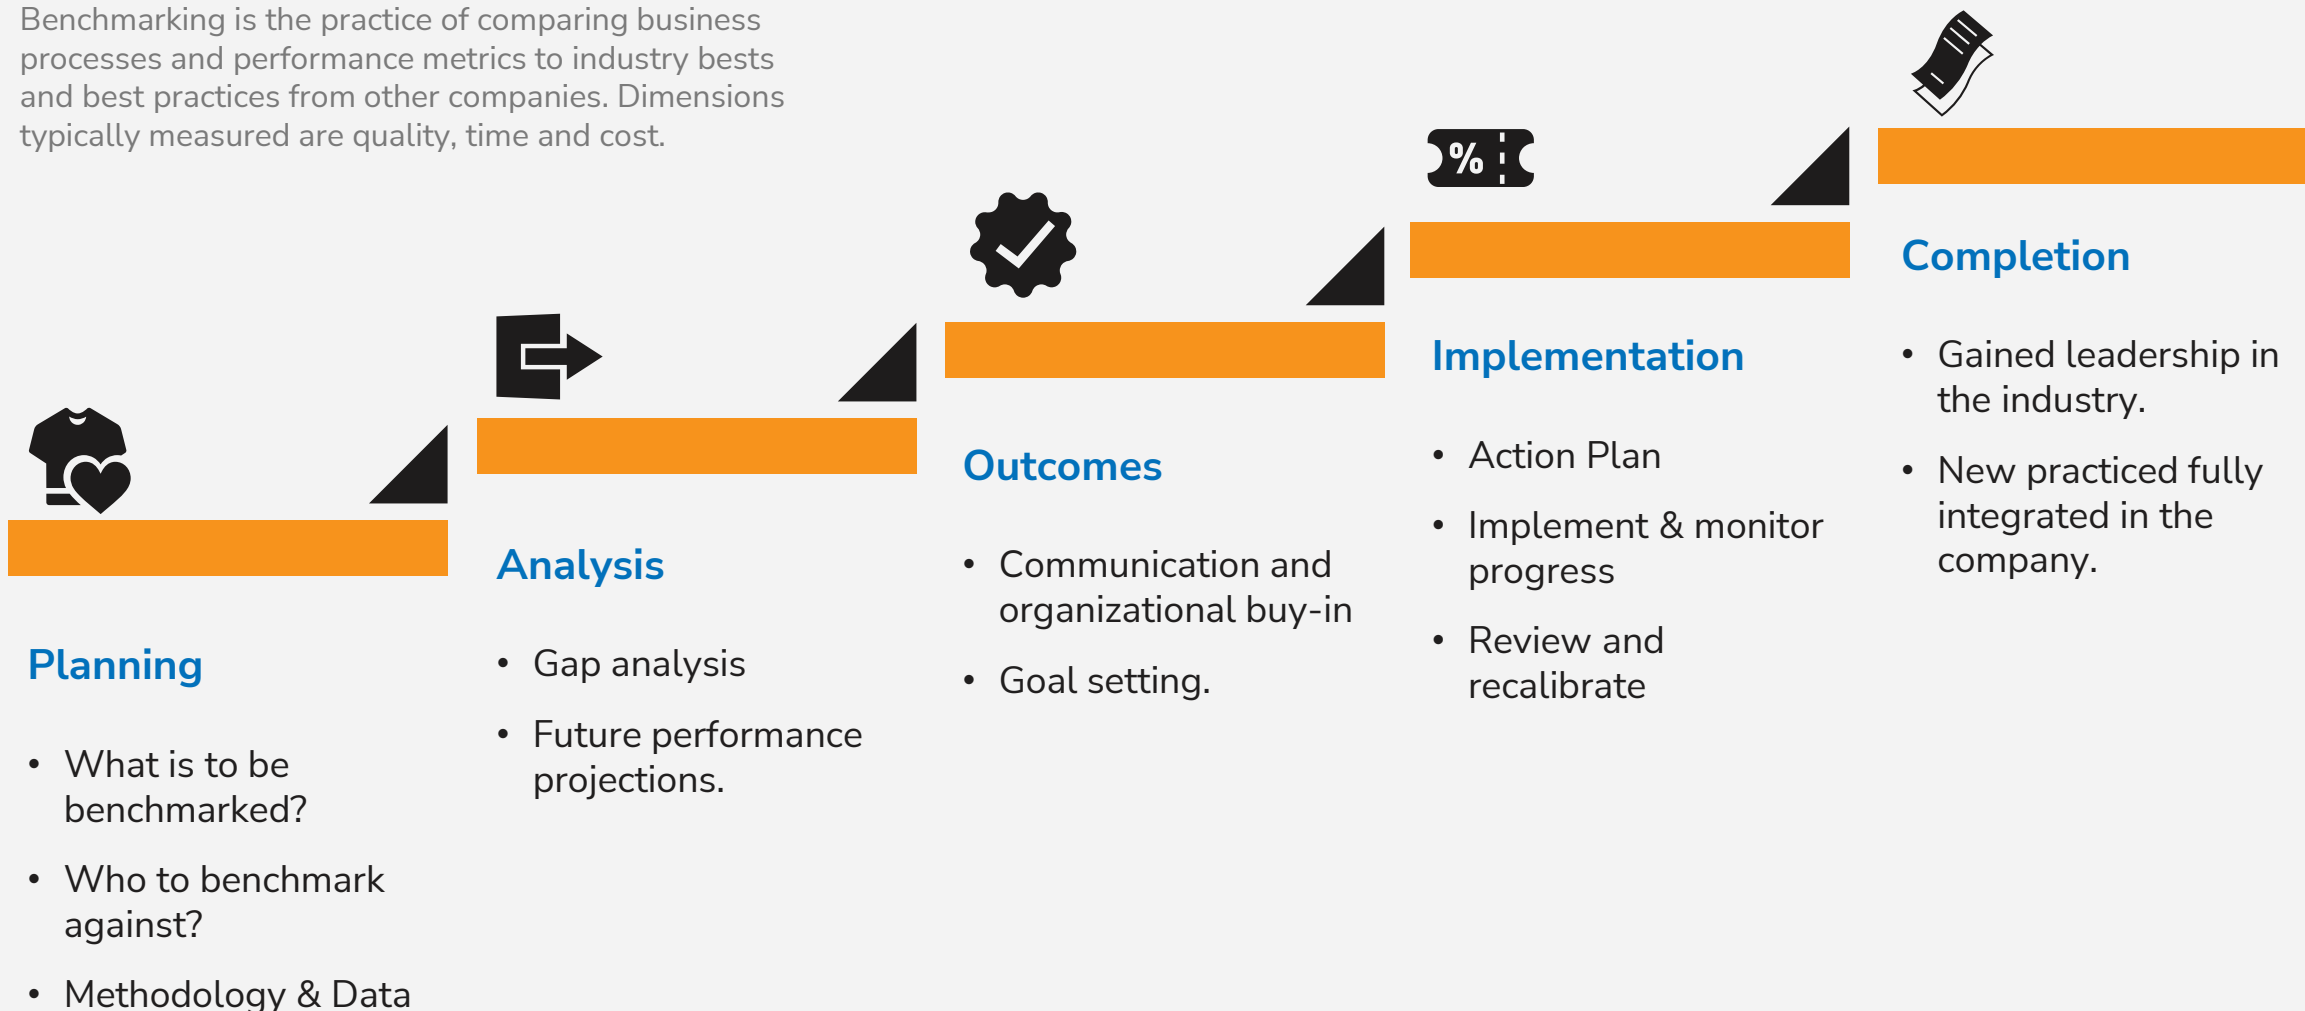 Benchmarking is the practice of comparing business
processes and performance metrics to industry bests
and best practices from other companies. Dimensions
typically measured are quality, time and cost.
%
Planning
• What is to be
benchmarked?
• Who to benchmark
against?
• Methodology & Data
Analysis
• Gap analysis
• Future performance
projections.
Outcomes
• Communication and
organizational buy-in
• Goal setting.
Implementation
• Action Plan
• Implement & monitor
progress
• Review and
recalibrate
Completion
• Gained leadership in
the industry.
• New practiced fully
integrated in the
company.